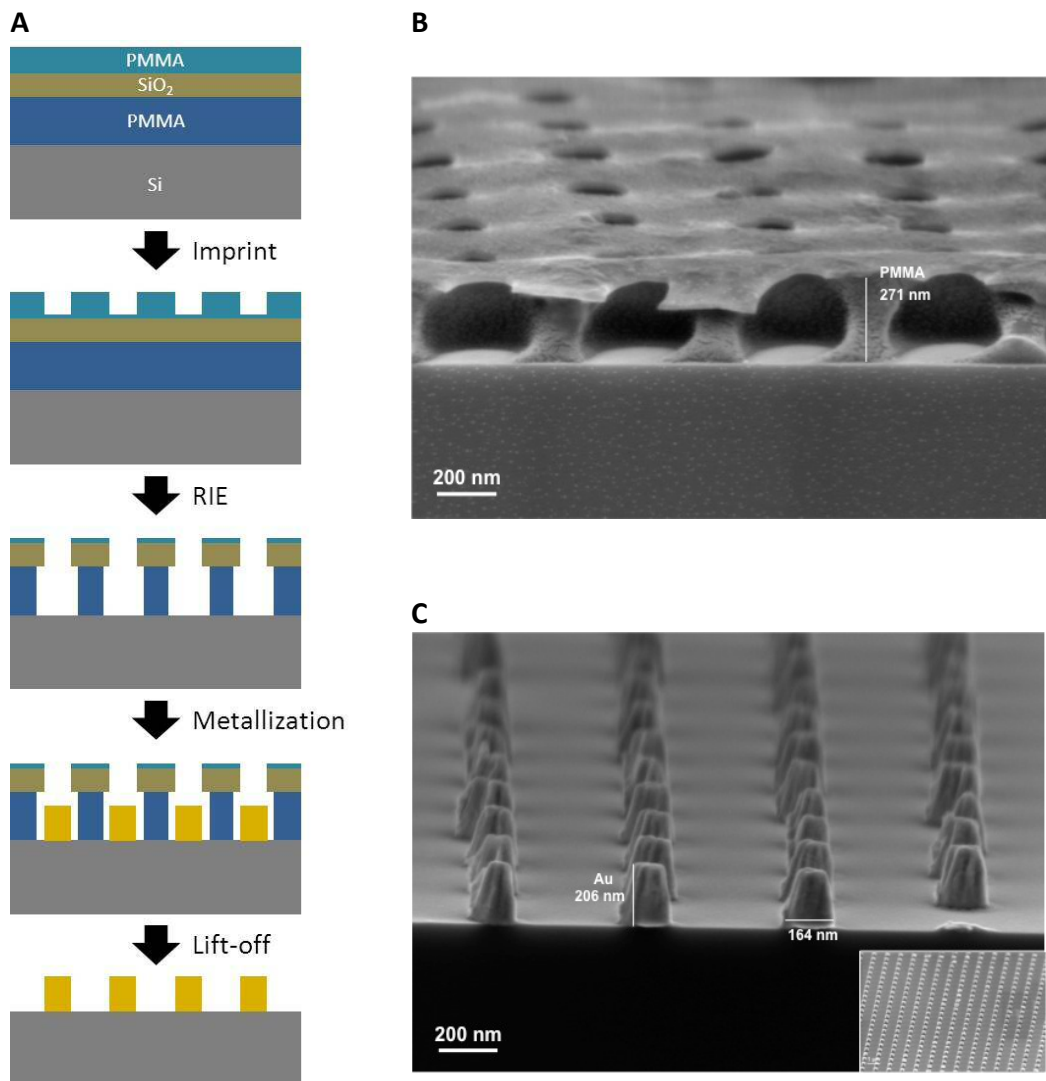 A
PMMA
SiO₂
PMMA
Si
Imprint
RIE
Metallization
Lift-off
B
PMMA
271 nm
200 nm
C
Au
206 nm
164 nm
200 nm